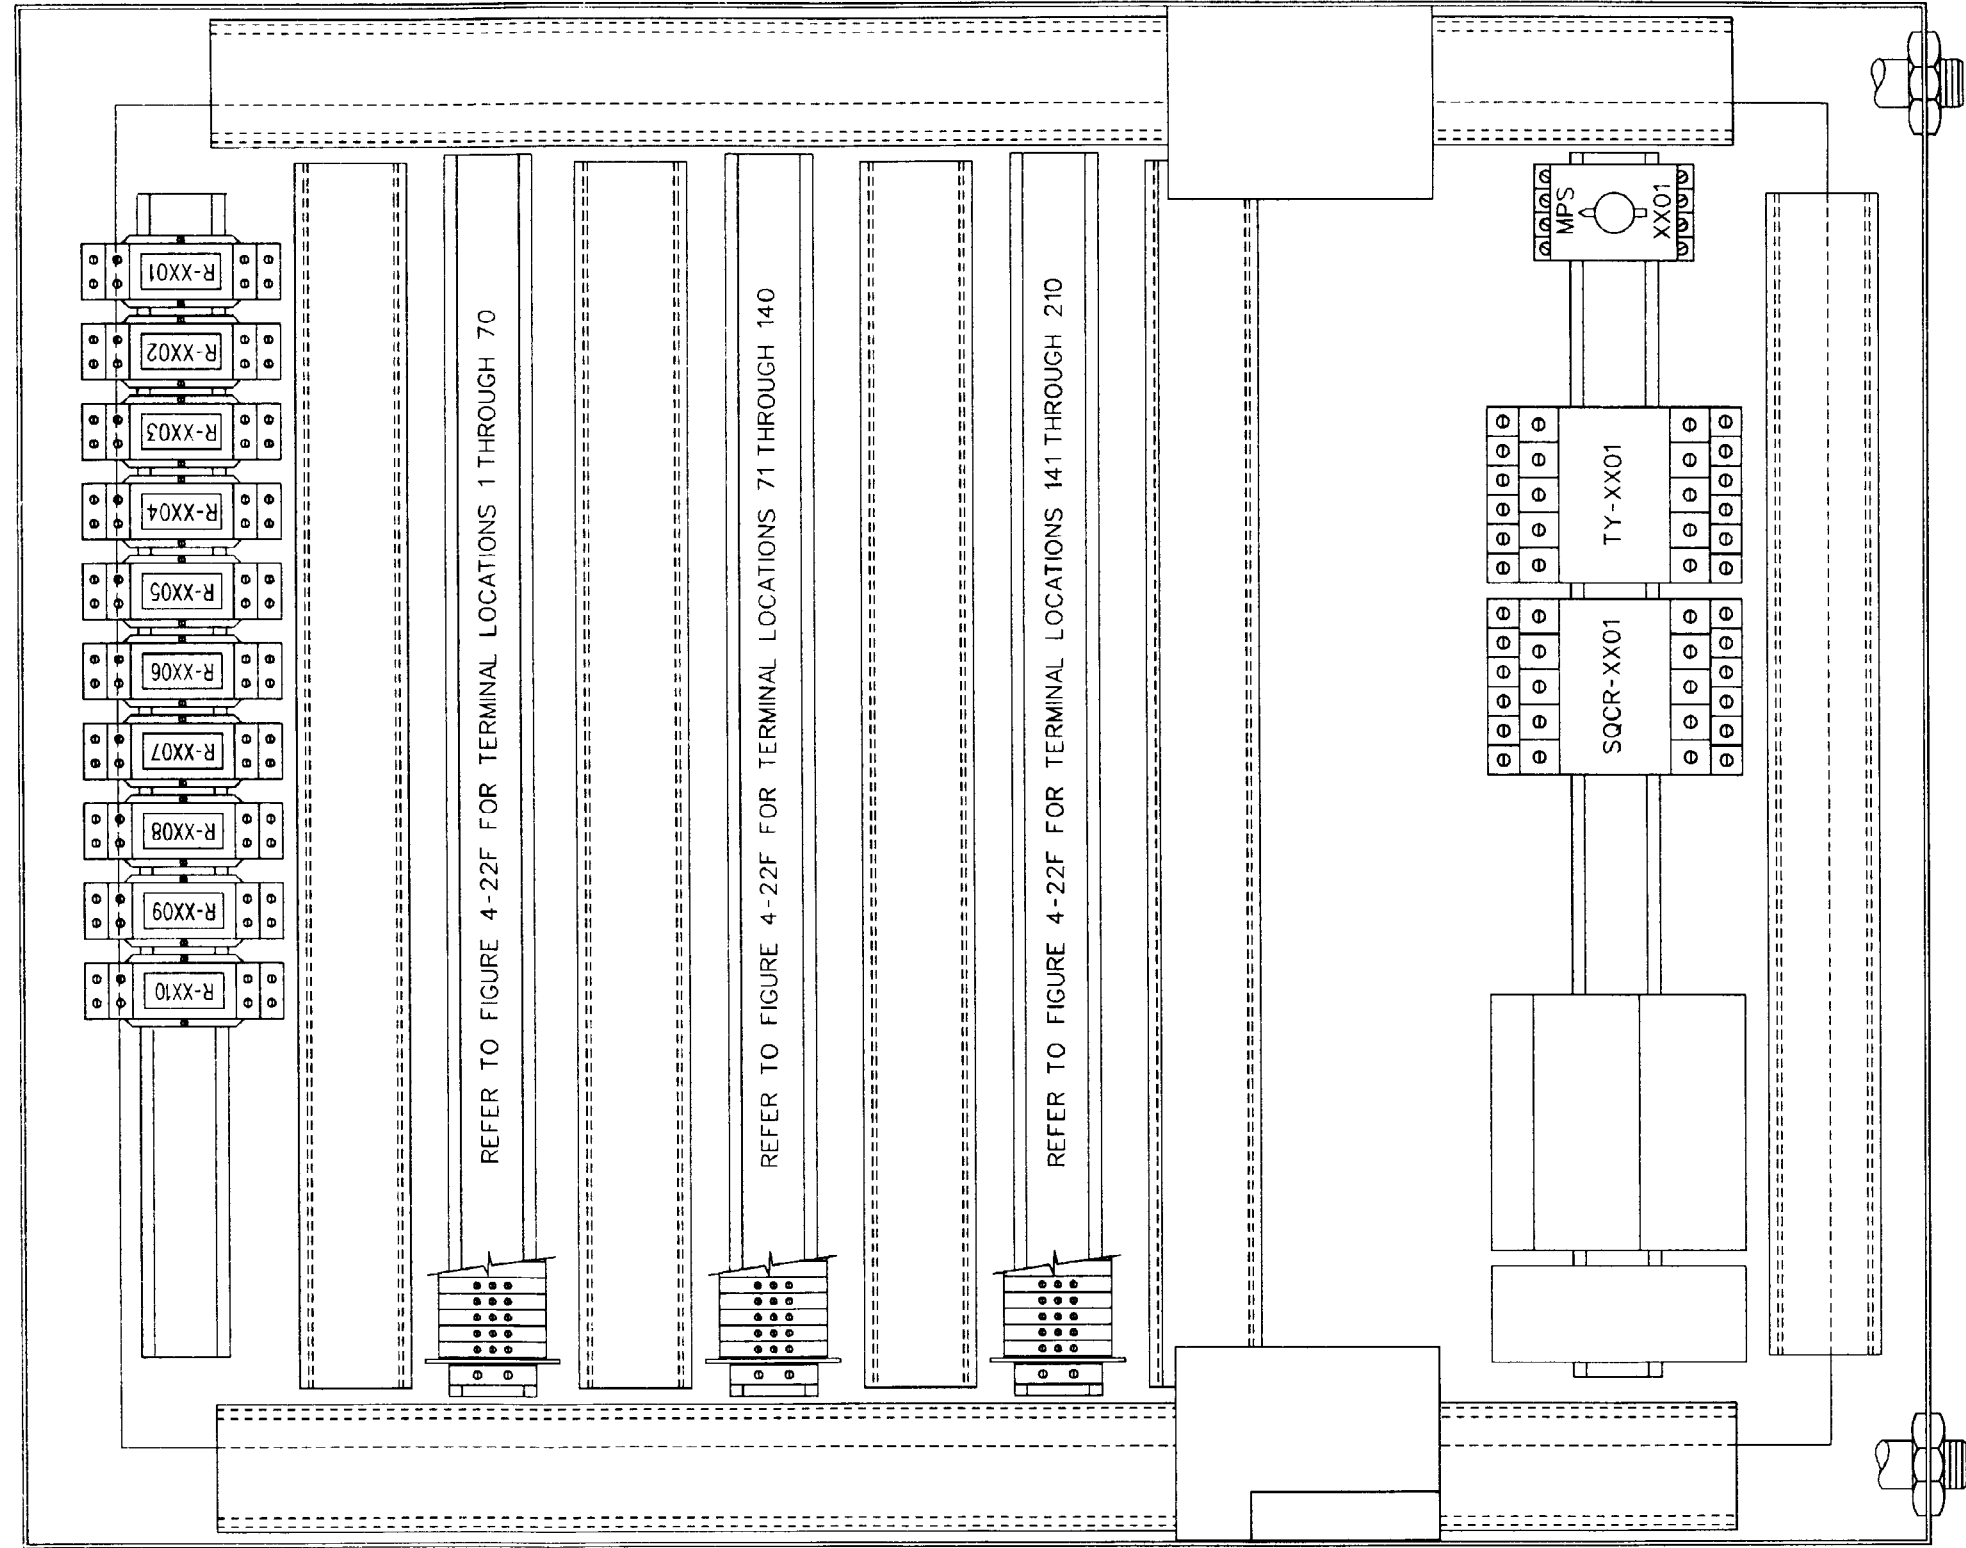 R-XX01
R-XX02
R-XX03
R-XX04
R-XX05
R-XX06
R-XX07
R-XX08
R-XX09
R-XX10
REFER TO FIGURE 4-22F FOR TERMINAL LOCATIONS 1 THROUGH 70
REFER TO FIGURE 4-22F FOR TERMINAL LOCATIONS 71 THROUGH 140
REFER TO FIGURE 4-22F FOR TERMINAL LOCATIONS 141 THROUGH 210
MPS
XX01
TY-XX01
SQCR-XX01